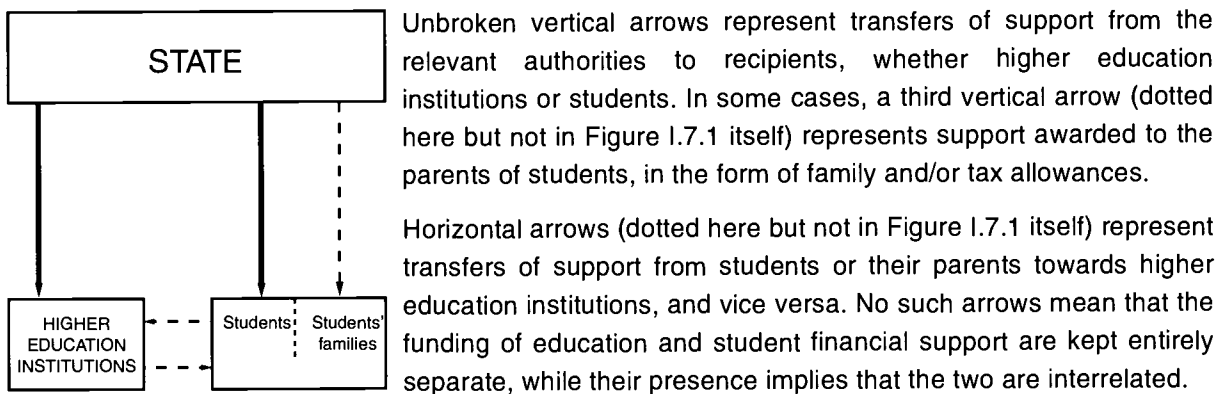 STATE
HIGHER
EDUCATION
INSTITUTIONS
Students
Students'
families
Unbroken vertical arrows represent transfers of support from the
relevant authorities to recipients, whether higher education
institutions or students. In some cases, a third vertical arrow (dotted
here but not in Figure I.7.1 itself) represents support awarded to the
parents of students, in the form of family and/or tax allowances.
Horizontal arrows (dotted here but not in Figure I.7.1 itself) represent
transfers of support from students or their parents towards higher
education institutions, and vice versa. No such arrows mean that the
funding of education and student financial support are kept entirely
separate, while their presence implies that the two are interrelated.